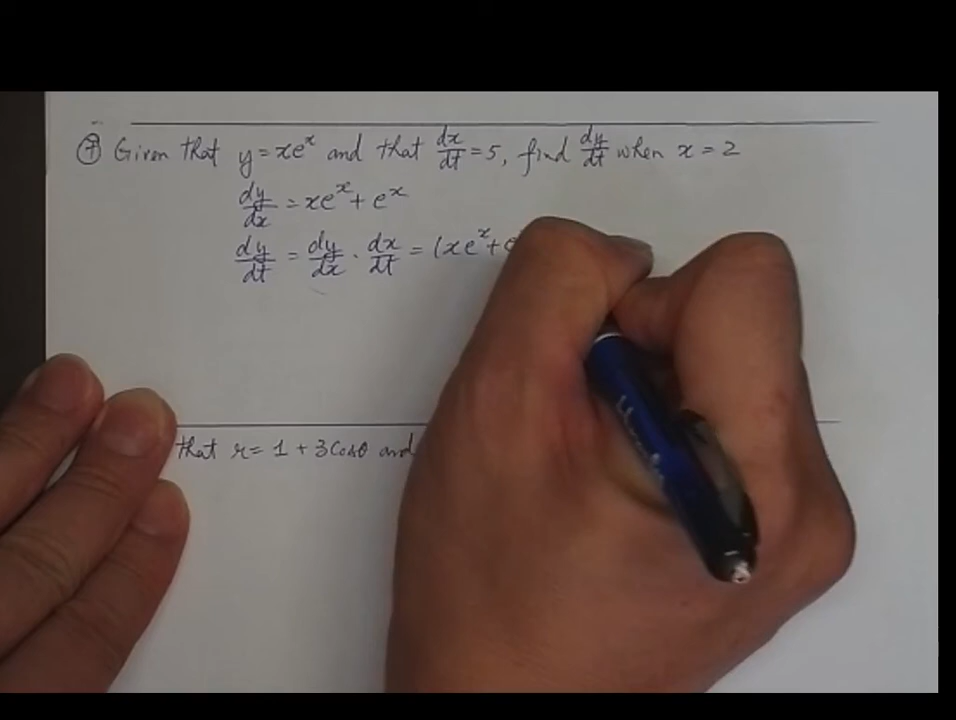 ⑦ Given that y = xe^x and that dx/dt = 5, find dy/dt when x = 2
dy/dx = xe^x + e^x
dy/dt = dy/dx · dx/dt = (xe^x + e
that r = 1 + 3Cosθ and